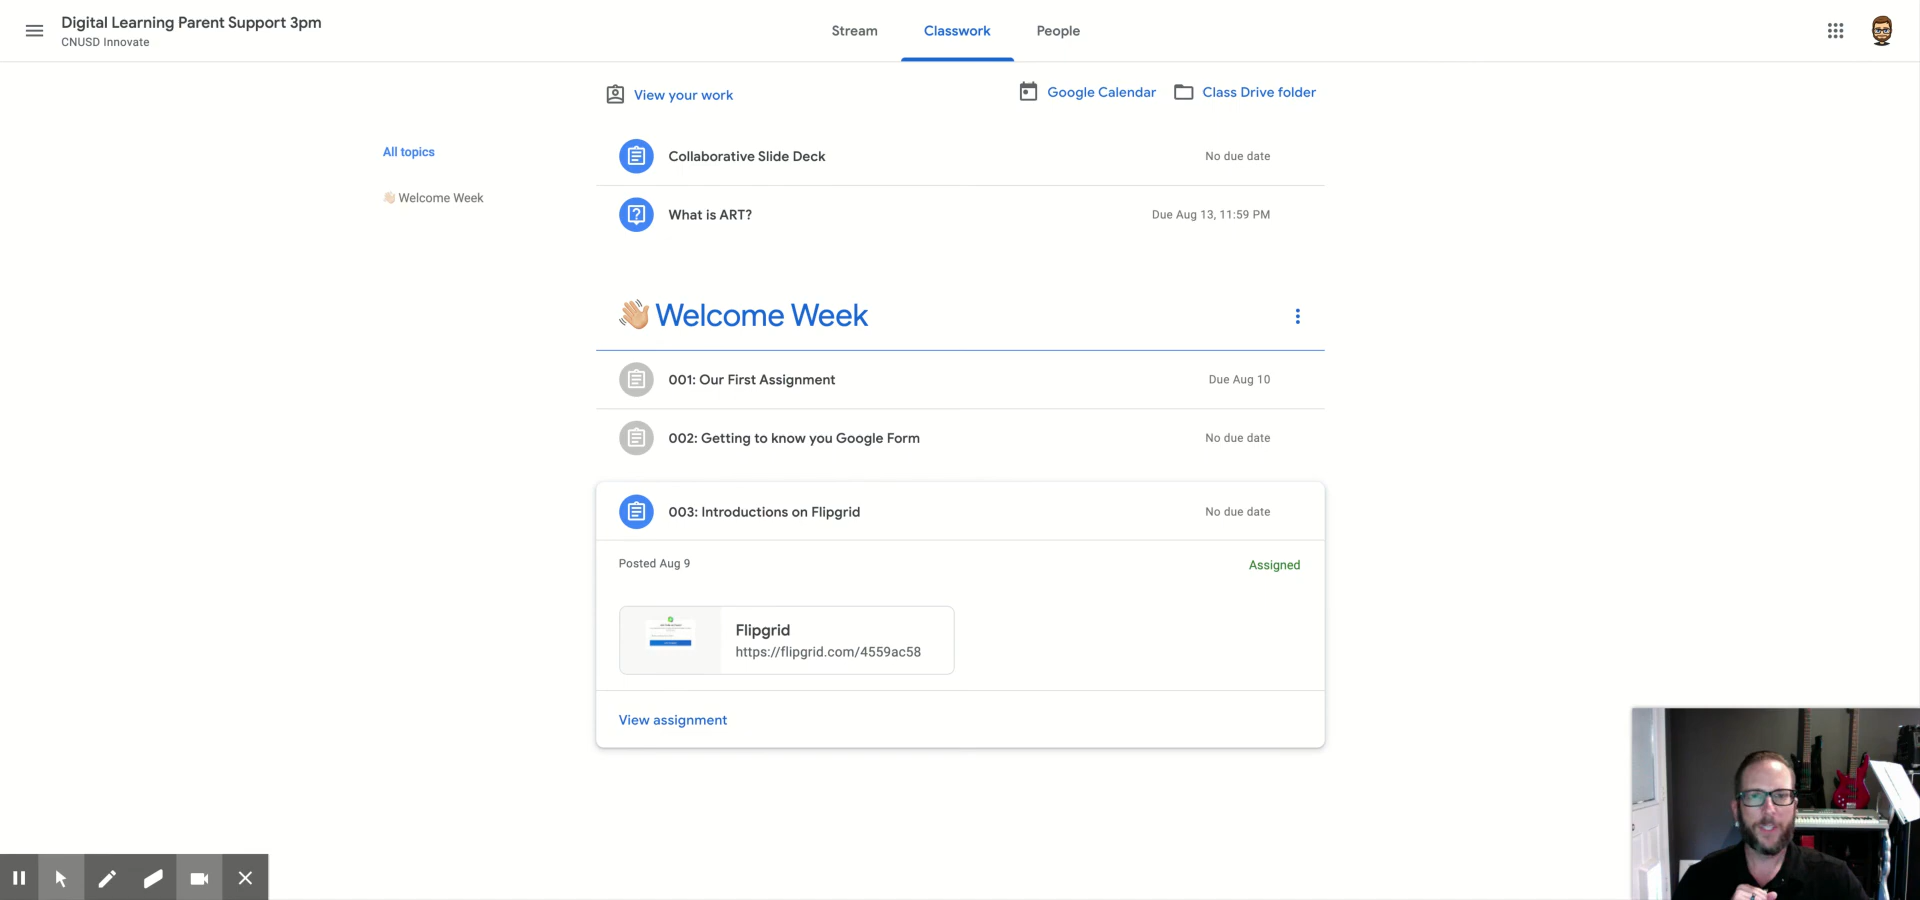 Digital Learning Parent Support 3pm
CNUSD Innovate
Stream
Classwork
People
View your work
Google Calendar
Class Drive folder
All topics
👋🏼 Welcome Week
Collaborative Slide Deck
No due date
What is ART?
Due Aug 13, 11:59 PM
👋🏼 Welcome Week
001: Our First Assignment
Due Aug 10
002: Getting to know you Google Form
No due date
003: Introductions on Flipgrid
No due date
Posted Aug 9
Assigned
Flipgrid
https://flipgrid.com/4559ac58
View assignment